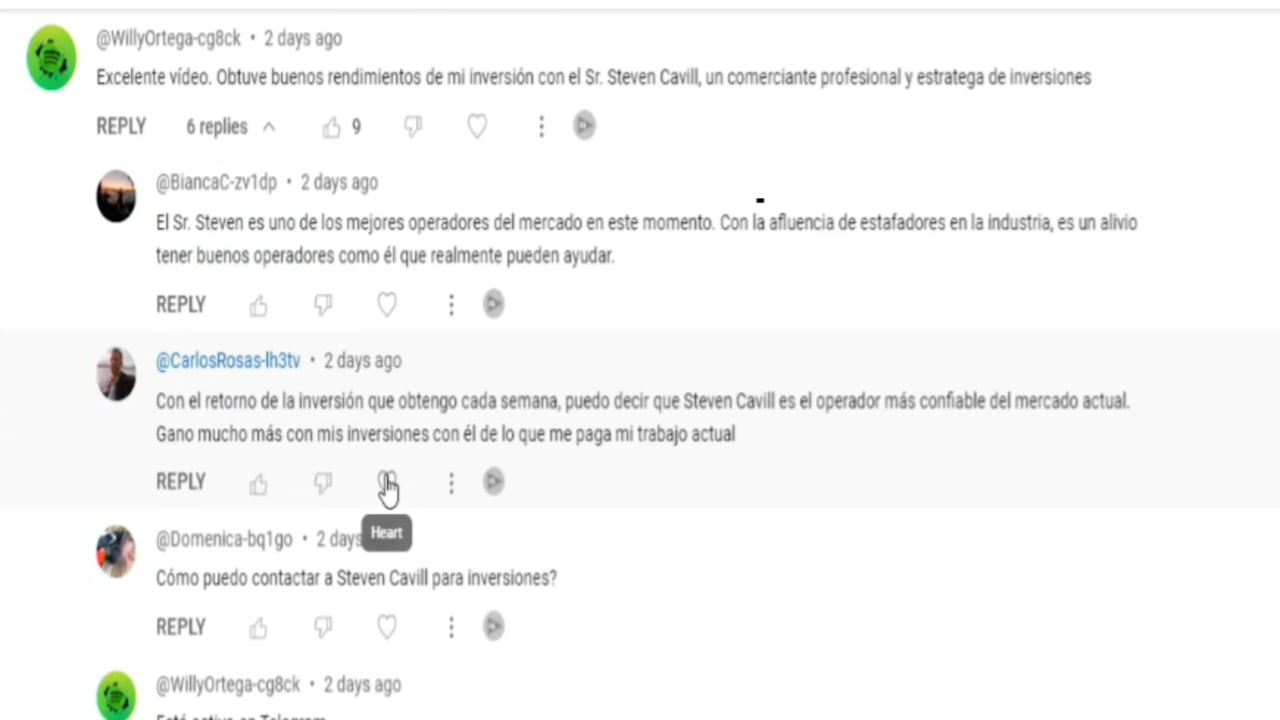 @WillyOrtega-cg8ck • 2 days ago
Excelente vídeo. Obtuve buenos rendimientos de mi inversión con el Sr. Steven Cavill, un comerciante profesional y estratega de inversiones
REPLY 6 replies 9
@BiancaC-zv1dp • 2 days ago
El Sr. Steven es uno de los mejores operadores del mercado en este momento. Con la afluencia de estafadores en la industria, es un alivio
tener buenos operadores como él que realmente pueden ayudar.
REPLY
@CarlosRosas-lh3tv • 2 days ago
Con el retorno de la inversión que obtengo cada semana, puedo decir que Steven Cavill es el operador más confiable del mercado actual.
Gano mucho más con mis inversiones con él de lo que me paga mi trabajo actual
REPLY
Heart
@Domenica-bq1go • 2 days
Cómo puedo contactar a Steven Cavill para inversiones?
REPLY
@WillyOrtega-cg8ck • 2 days ago
Está activo en Telegram